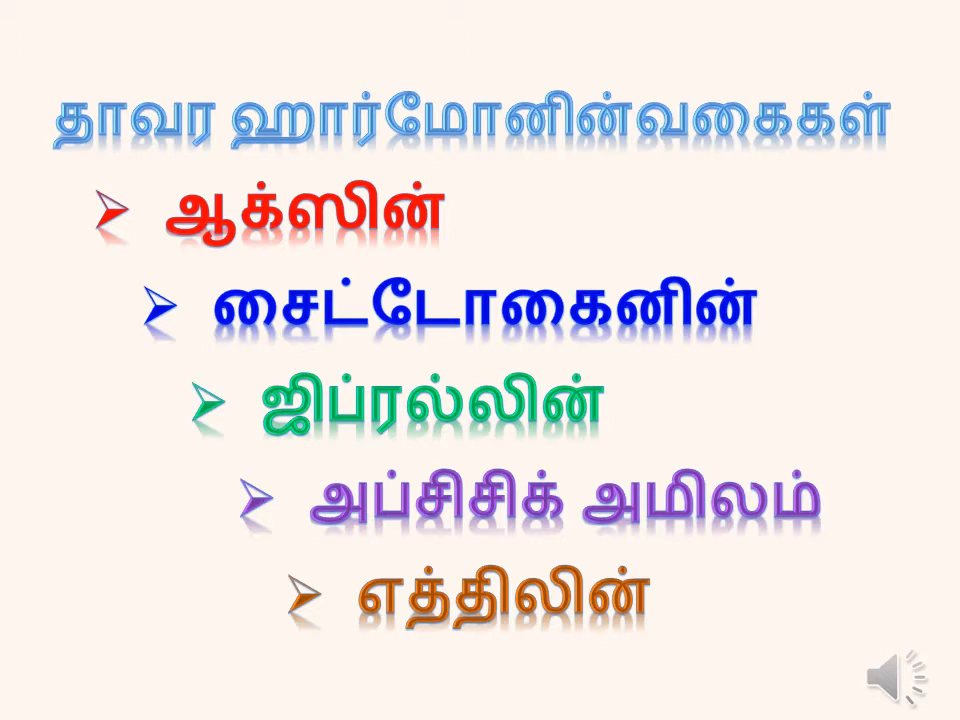 தாவர ஹார்மோனின்வகைகள்
ஆக்ஸின்
சைட்டோகைனின்
ஜிப்ரல்லின்
அப்சிசிக் அமிலம்
எத்திலின்